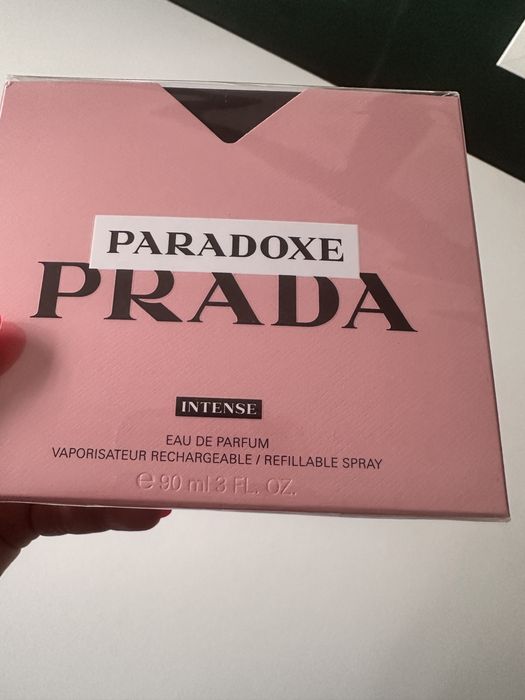 PARADOXE
PRADA
INTENSE
EAU DE PARFUM
VAPORISATEUR RECHARGEABLE / REFILLABLE SPRAY
℮ 90 ml 3 FL. OZ.